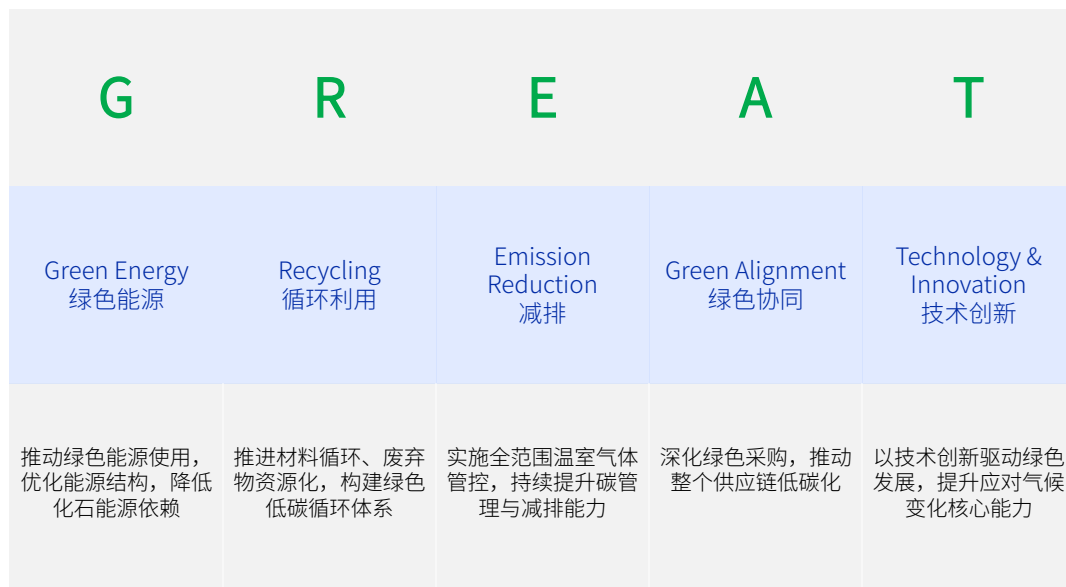 G
R
E
A
T
Green Energy
绿色能源
Recycling
循环利用
Emission
Reduction
减排
Green Alignment
绿色协同
Technology &
Innovation
技术创新
推动绿色能源使用，
优化能源结构，降低
化石能源依赖
推进材料循环、废弃
物资源化，构建绿色
低碳循环体系
实施全范围温室气体
管控，持续提升碳管
理与减排能力
深化绿色采购，推动
整个供应链低碳化
以技术创新驱动绿色
发展，提升应对气候
变化核心能力